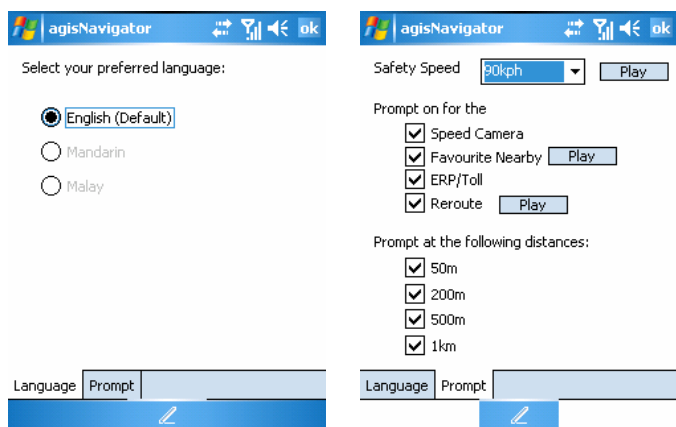 agisNavigator ok
Select your preferred language:
English (Default)
Mandarin
Malay
Language Prompt
agisNavigator ok
Safety Speed 90kph Play
Prompt on for the
Speed Camera
Favourite Nearby Play
ERP/Toll
Reroute Play
Prompt at the following distances:
50m
200m
500m
1km
Language Prompt